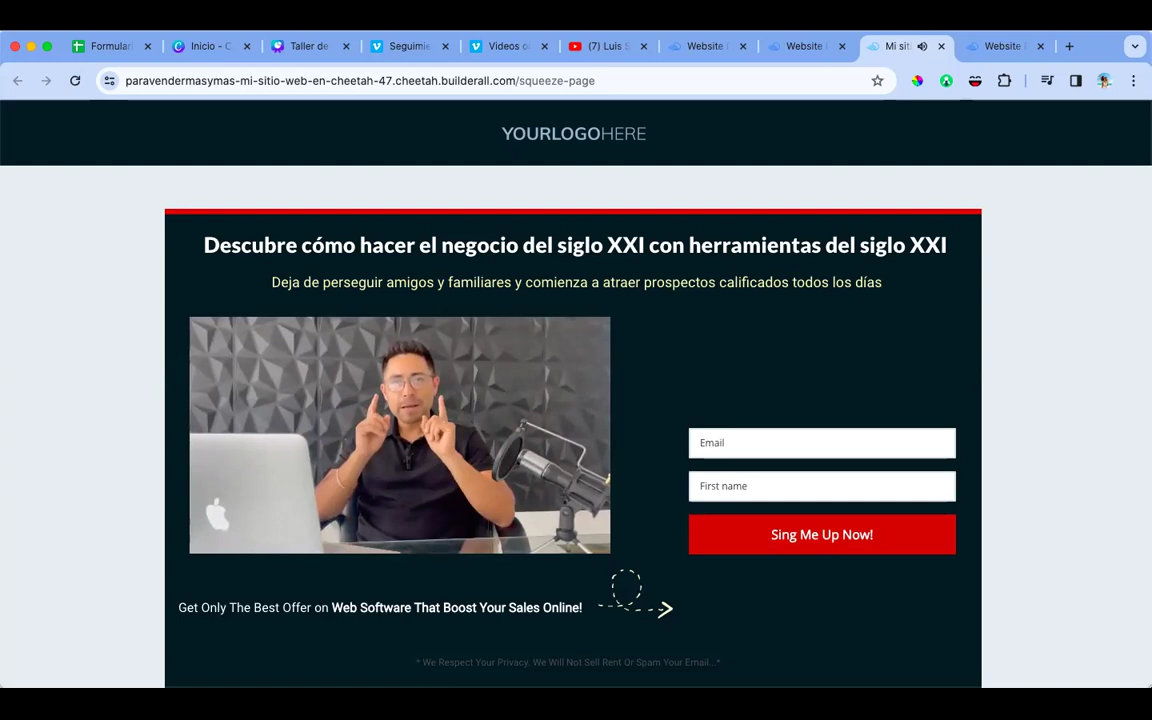 Formular
Inicio - C
Taller de
Seguimie
Videos o
(7) Luis S
Website
Website
Mi siti
Website
paravendermasymas-mi-sitio-web-en-cheetah-47.cheetah.builderall.com/squeeze-page
YOURLOGOHERE
Descubre cómo hacer el negocio del siglo XXI con herramientas del siglo XXI
Deja de perseguir amigos y familiares y comienza a atraer prospectos calificados todos los días
Email
First name
Sing Me Up Now!
Get Only The Best Offer on Web Software That Boost Your Sales Online!
* We Respect Your Privacy. We Will Not Sell Rent Or Spam Your Email...*